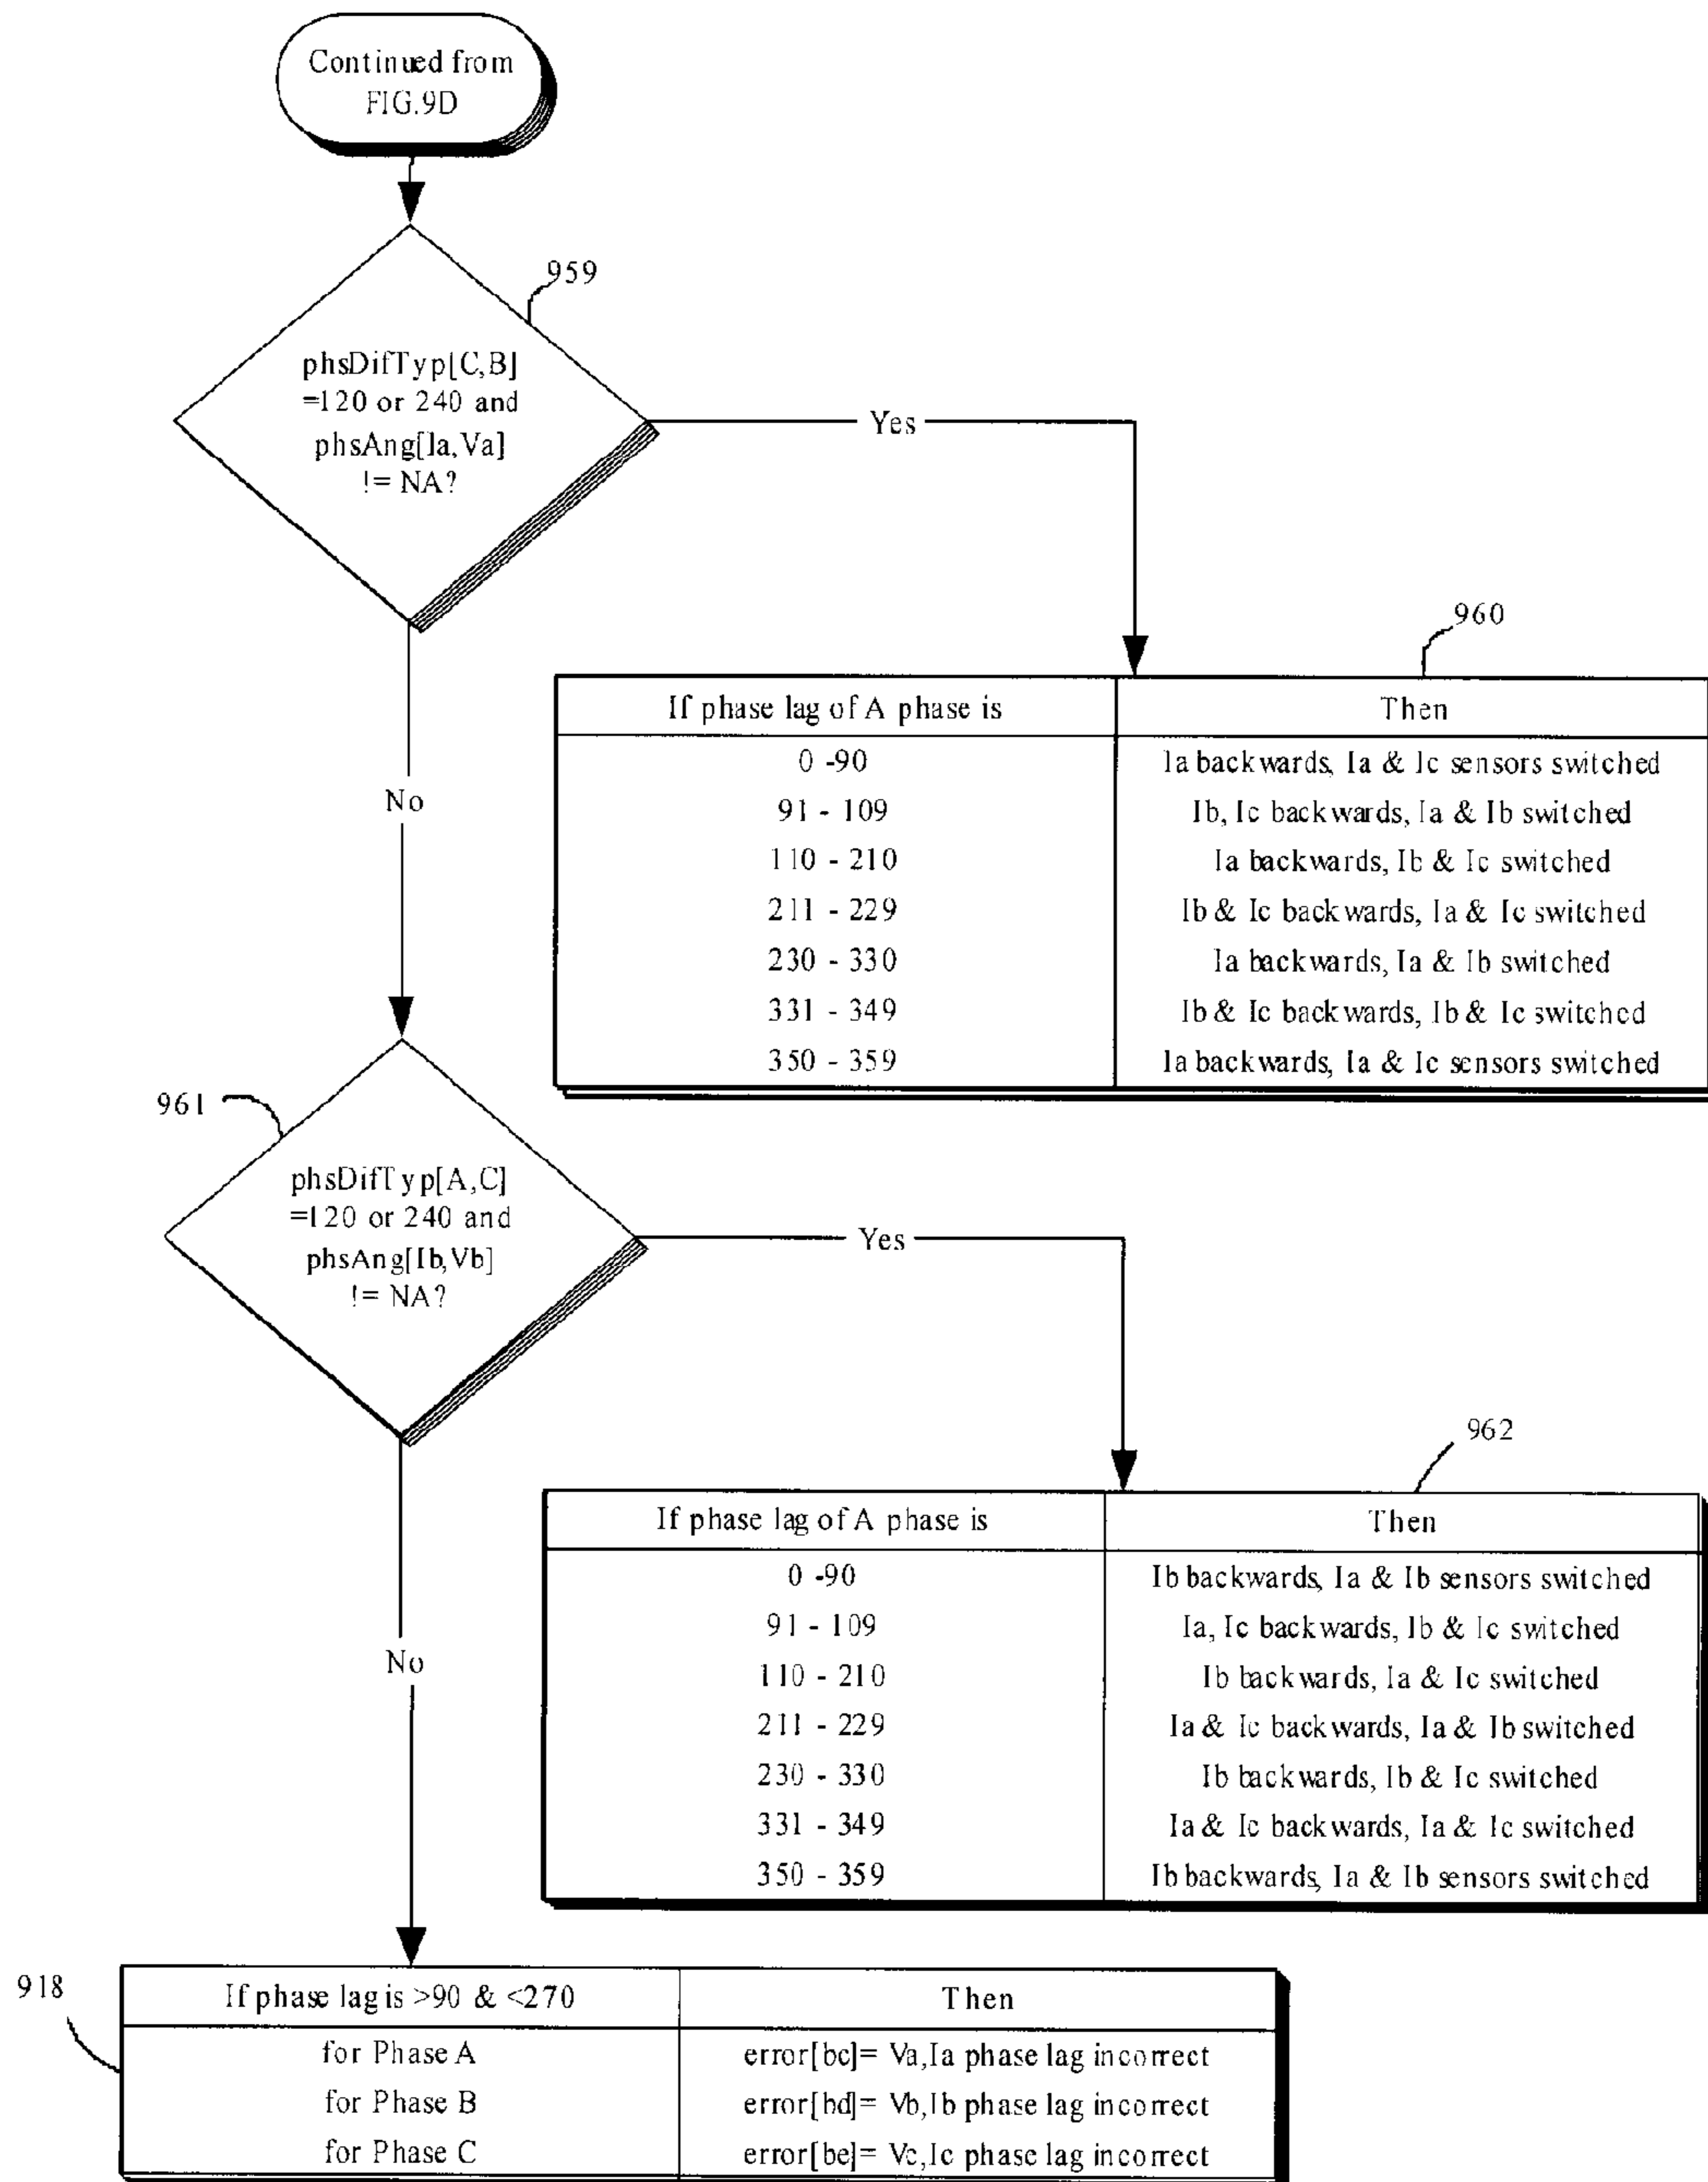 Continued from
FIG.9D
959
phsDifTyp[C,B]
=120 or 240 and
phsAng[Ia,Va]
!= NA?
Yes
No
960
If phase lag of A phase is Then
0 -90 Ia backwards, Ia & Ic sensors switched
91 - 109 Ib, Ic backwards, Ia & Ib switched
110 - 210 Ia backwards, Ib & Ic switched
211 - 229 Ib & Ic backwards, Ia & Ic switched
230 - 330 Ia backwards, Ia & Ib switched
331 - 349 Ib & Ic backwards, Ib & Ic switched
350 - 359 Ia backwards, Ia & Ic sensors switched
961
phsDifTyp[A,C]
=120 or 240 and
phsAng[Ib,Vb]
!= NA?
Yes
No
962
If phase lag of A phase is Then
0 -90 Ib backwards, Ia & Ib sensors switched
91 - 109 Ia, Ic backwards, Ib & Ic switched
110 - 210 Ib backwards, Ia & Ic switched
211 - 229 Ia & Ic backwards, Ia & Ib switched
230 - 330 Ib backwards, Ib & Ic switched
331 - 349 Ia & Ic backwards, Ia & Ic switched
350 - 359 Ib backwards, Ia & Ib sensors switched
918
If phase lag is >90 & <270 Then
for Phase A error[bc]= Va,Ia phase lag incorrect
for Phase B error[bd]= Vb,Ib phase lag incorrect
for Phase C error[be]= Vc,Ic phase lag incorrect